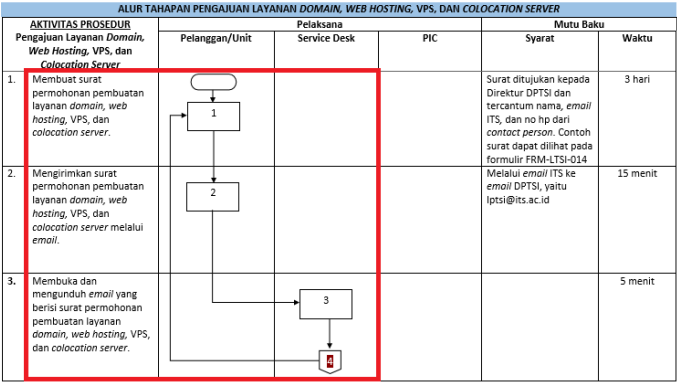 ALUR TAHAPAN PENGAJUAN LAYANAN DOMAIN, WEB HOSTING, VPS, DAN COLOCATION SERVER
AKTIVITAS PROSEDUR
Pengajuan Layanan Domain,
Web Hosting, VPS, dan
Colocation Server
Pelaksana
Mutu Baku
Pelanggan/Unit
Service Desk
PIC
Syarat
Waktu
1.
Membuat surat
permohonan pembuatan
layanan domain, web
hosting, VPS, dan
colocation server.
1
Surat ditujukan kepada
Direktur DPTSI dan
tercantum nama, email
ITS, dan no hp dari
contact person. Contoh
surat dapat dilihat pada
formulir FRM-LTSI-014
3 hari
2.
Mengirimkan surat
permohonan pembuatan
layanan domain, web
hosting, VPS, dan
colocation server melalui
email.
2
Melalui email ITS ke
email DPTSI, yaitu
lptsi@its.ac.id
15 menit
3.
Membuka dan
mengunduh email yang
berisi surat permohonan
pembuatan layanan
domain, web hosting, VPS,
dan colocation server.
3
4
5 menit